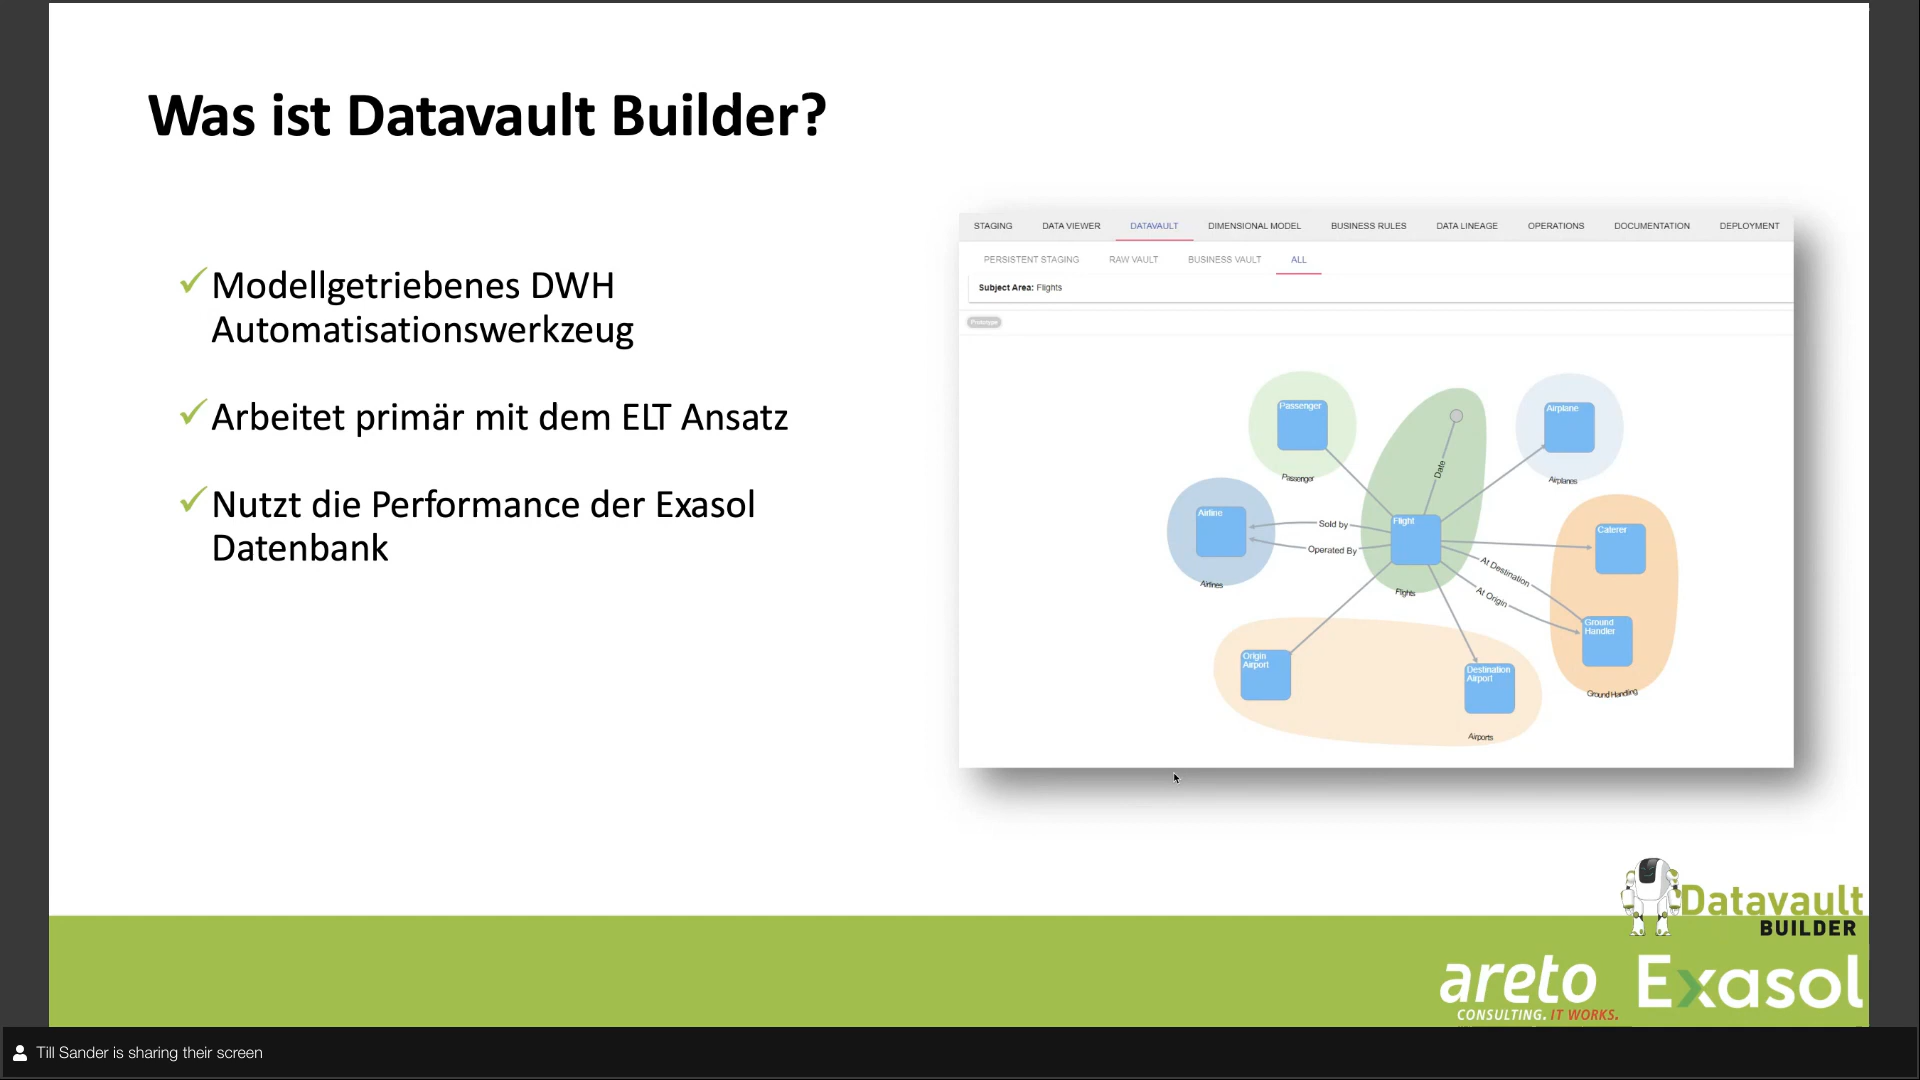 Was ist Datavault Builder?
Modellgetriebenes DWH
Automatisationswerkzeug
Arbeitet primär mit dem ELT Ansatz
Nutzt die Performance der Exasol
Datenbank
STAGING DATA VIEWER DATAVAULT DIMENSIONAL MODEL BUSINESS RULES DATA LINEAGE OPERATIONS DOCUMENTATION DEPLOYMENT
PERSISTENT STAGING RAW VAULT BUSINESS VAULT ALL
Subject Area: Flights
Prototype
Passenger
Passenger
Date
Airplane
Airplanes
Airline
Airlines
Sold by
Operated By
Flight
Flights
Caterer
At Destination
At Origin
Ground
Handler
Ground Handling
Origin
Airport
Destination
Airport
Airports
Datavault
BUILDER
areto
CONSULTING. IT WORKS.
Exasol
Till Sander is sharing their screen